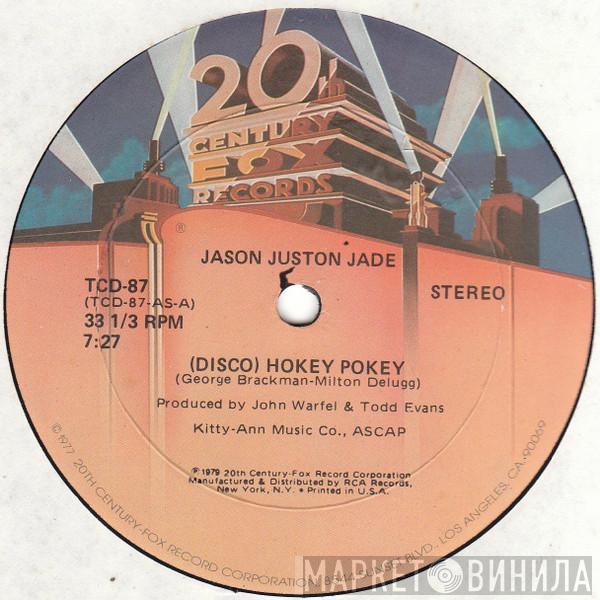 20th
CENTURY
FOX
RECORDS
®
JASON JUSTON JADE
TCD-87
(TCD-87-AS-A)
33 1/3 RPM
7:27
STEREO
(DISCO) HOKEY POKEY
(George Brackman-Milton Delugg)
Produced by John Warfel & Todd Evans
Kitty-Ann Music Co., ASCAP
℗1979 20th Century-Fox Record Corporation
Manufactured & Distributed by RCA Records,
New York, N.Y. • Printed in U.S.A.
©1977 20TH CENTURY-FOX RECORD CORPORATION, 8544 SUNSET BLVD., LOS ANGELES, CA. 90069
МАРКЕТ ВИНИЛА